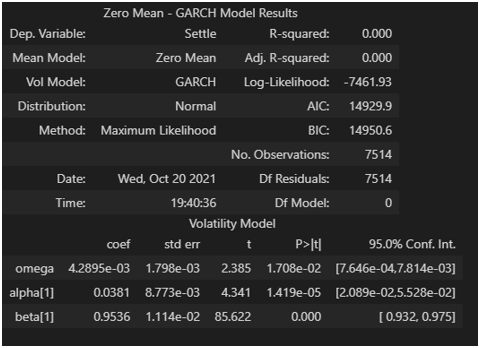 Zero Mean - GARCH Model Results
Dep. Variable: Settle R-squared: 0.000
Mean Model: Zero Mean Adj. R-squared: 0.000
Vol Model: GARCH Log-Likelihood: -7461.93
Distribution: Normal AIC: 14929.9
Method: Maximum Likelihood BIC: 14950.6
No. Observations: 7514
Date: Wed, Oct 20 2021 Df Residuals: 7514
Time: 19:40:36 Df Model: 0
Volatility Model
coef std err t P>|t| 95.0% Conf. Int.
omega 4.2895e-03 1.798e-03 2.385 1.708e-02 [7.646e-04,7.814e-03]
alpha[1] 0.0381 8.773e-03 4.341 1.419e-05 [2.089e-02,5.528e-02]
beta[1] 0.9536 1.114e-02 85.622 0.000 [ 0.932, 0.975]